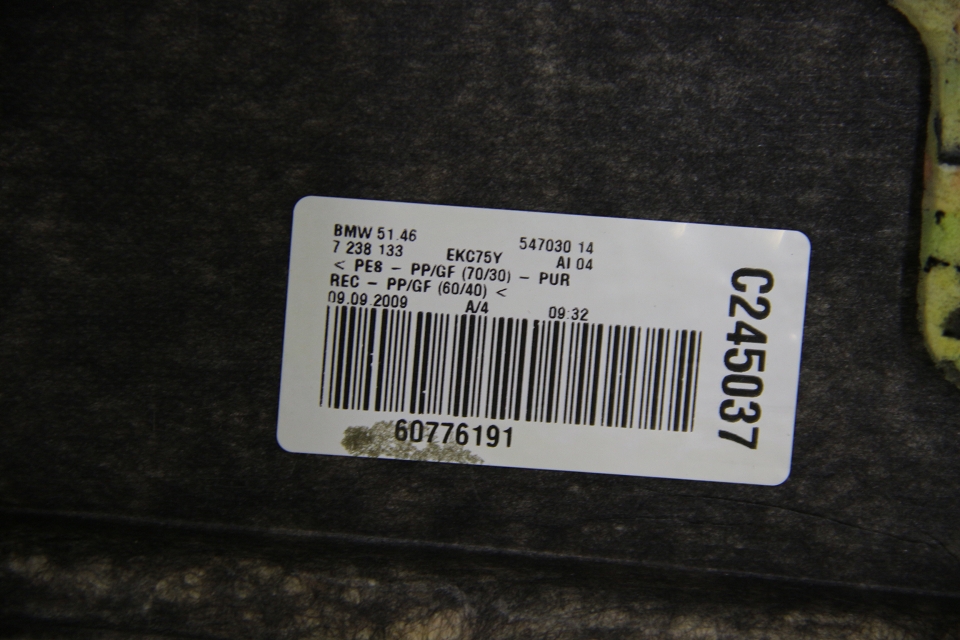 BMW 51.46 547030 14
7 238 133 EKC75Y AI 04
< PE8 - PP/GF (70/30) - PUR
REC - PP/GF (60/40) <
09.09.2009 A/4 09:32
60776191
C245037